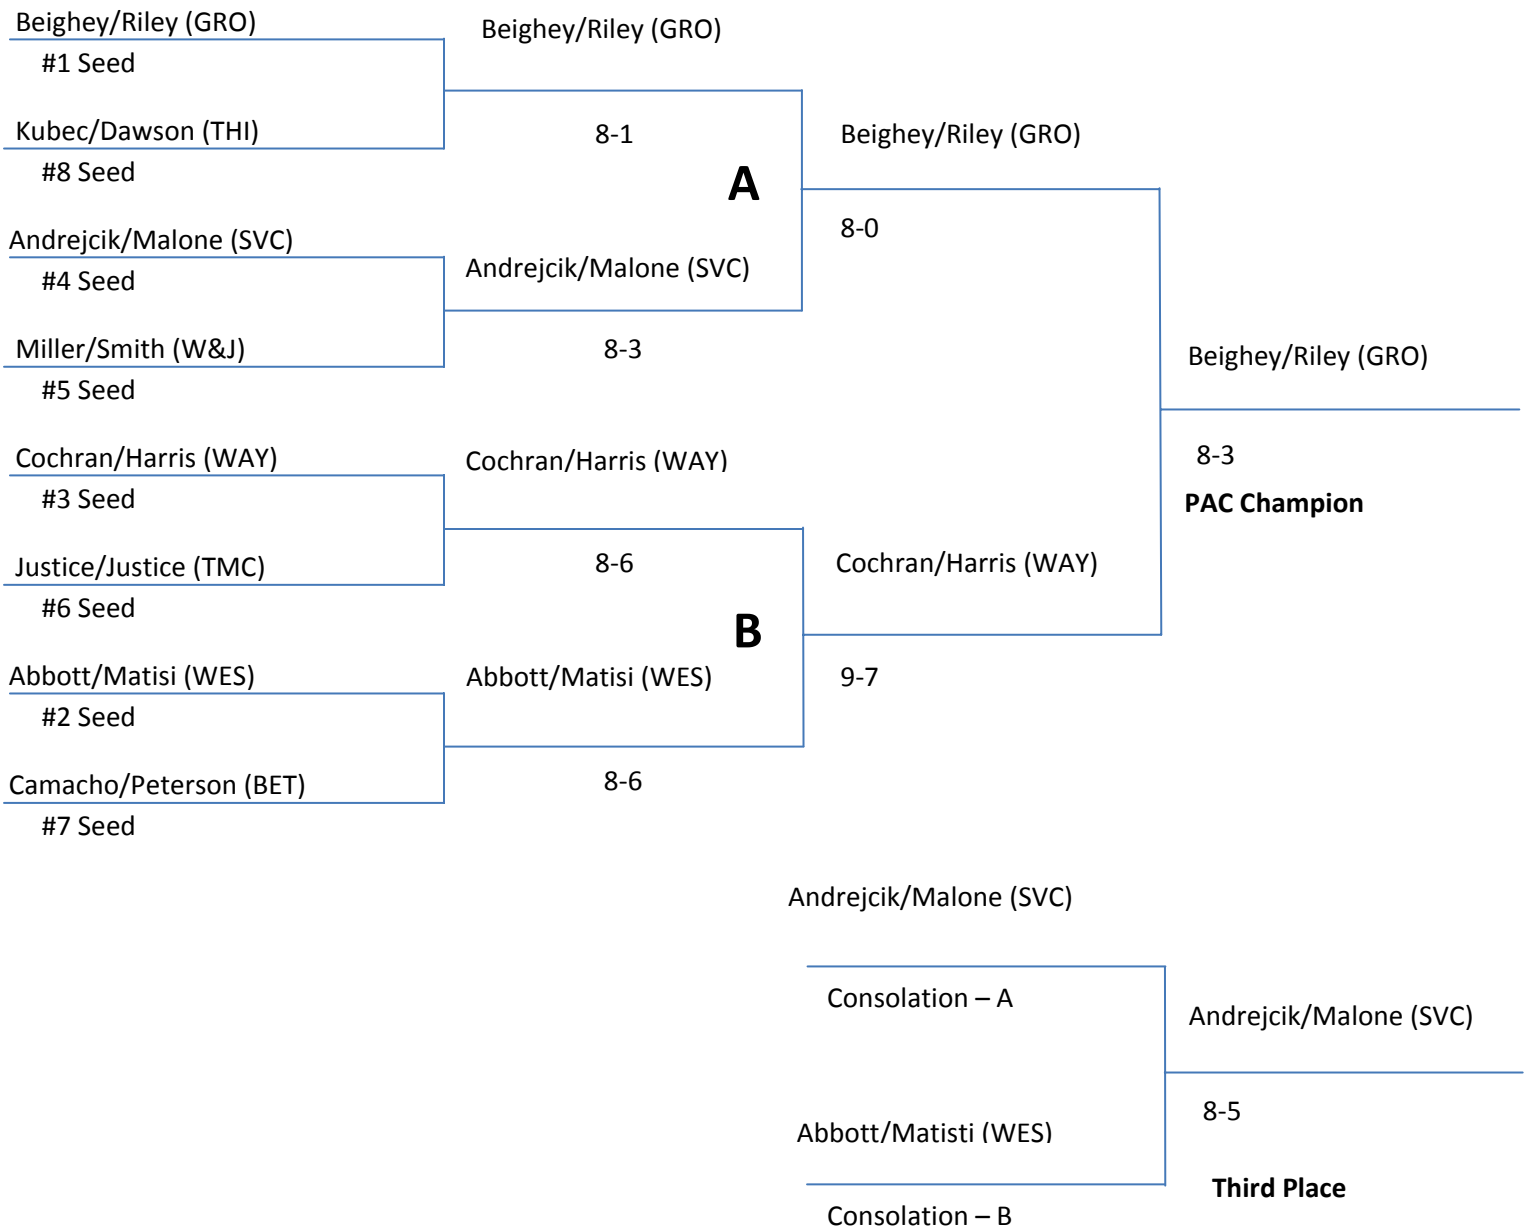 Beighey/Riley (GRO)
#1 Seed
Kubec/Dawson (THI)
#8 Seed
Andrejcik/Malone (SVC)
#4 Seed
Miller/Smith (W&J)
#5 Seed
Cochran/Harris (WAY)
#3 Seed
Justice/Justice (TMC)
#6 Seed
Abbott/Matisi (WES)
#2 Seed
Camacho/Peterson (BET)
#7 Seed
Beighey/Riley (GRO)
8-1
A
Andrejcik/Malone (SVC)
8-3
Cochran/Harris (WAY)
8-6
B
Abbott/Matisi (WES)
8-6
Beighey/Riley (GRO)
8-0
Cochran/Harris (WAY)
9-7
Beighey/Riley (GRO)
8-3
PAC Champion
Andrejcik/Malone (SVC)
Consolation – A
Abbott/Matisti (WES)
Consolation – B
Andrejcik/Malone (SVC)
8-5
Third Place